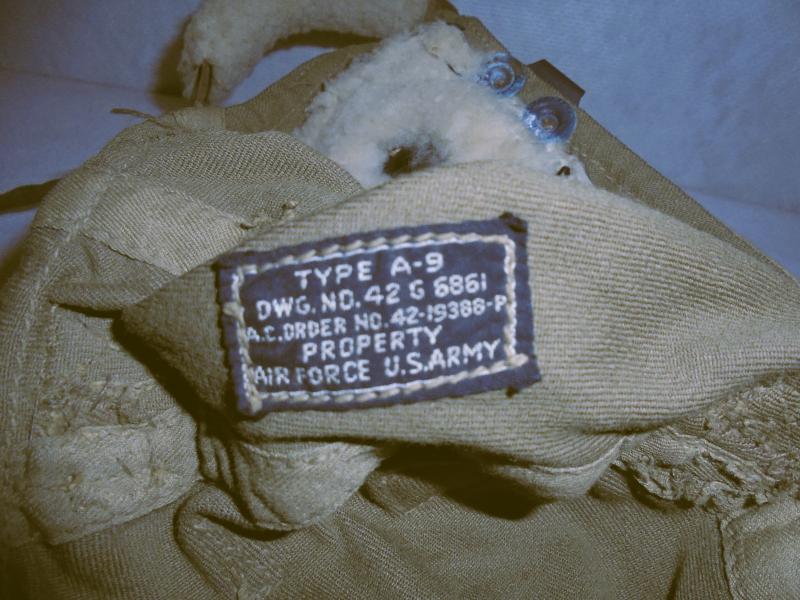 TYPE A-9
DWG. NO. 42 G 6861
A.C. ORDER NO. 42-19388-P
PROPERTY
AIR FORCE U.S. ARMY